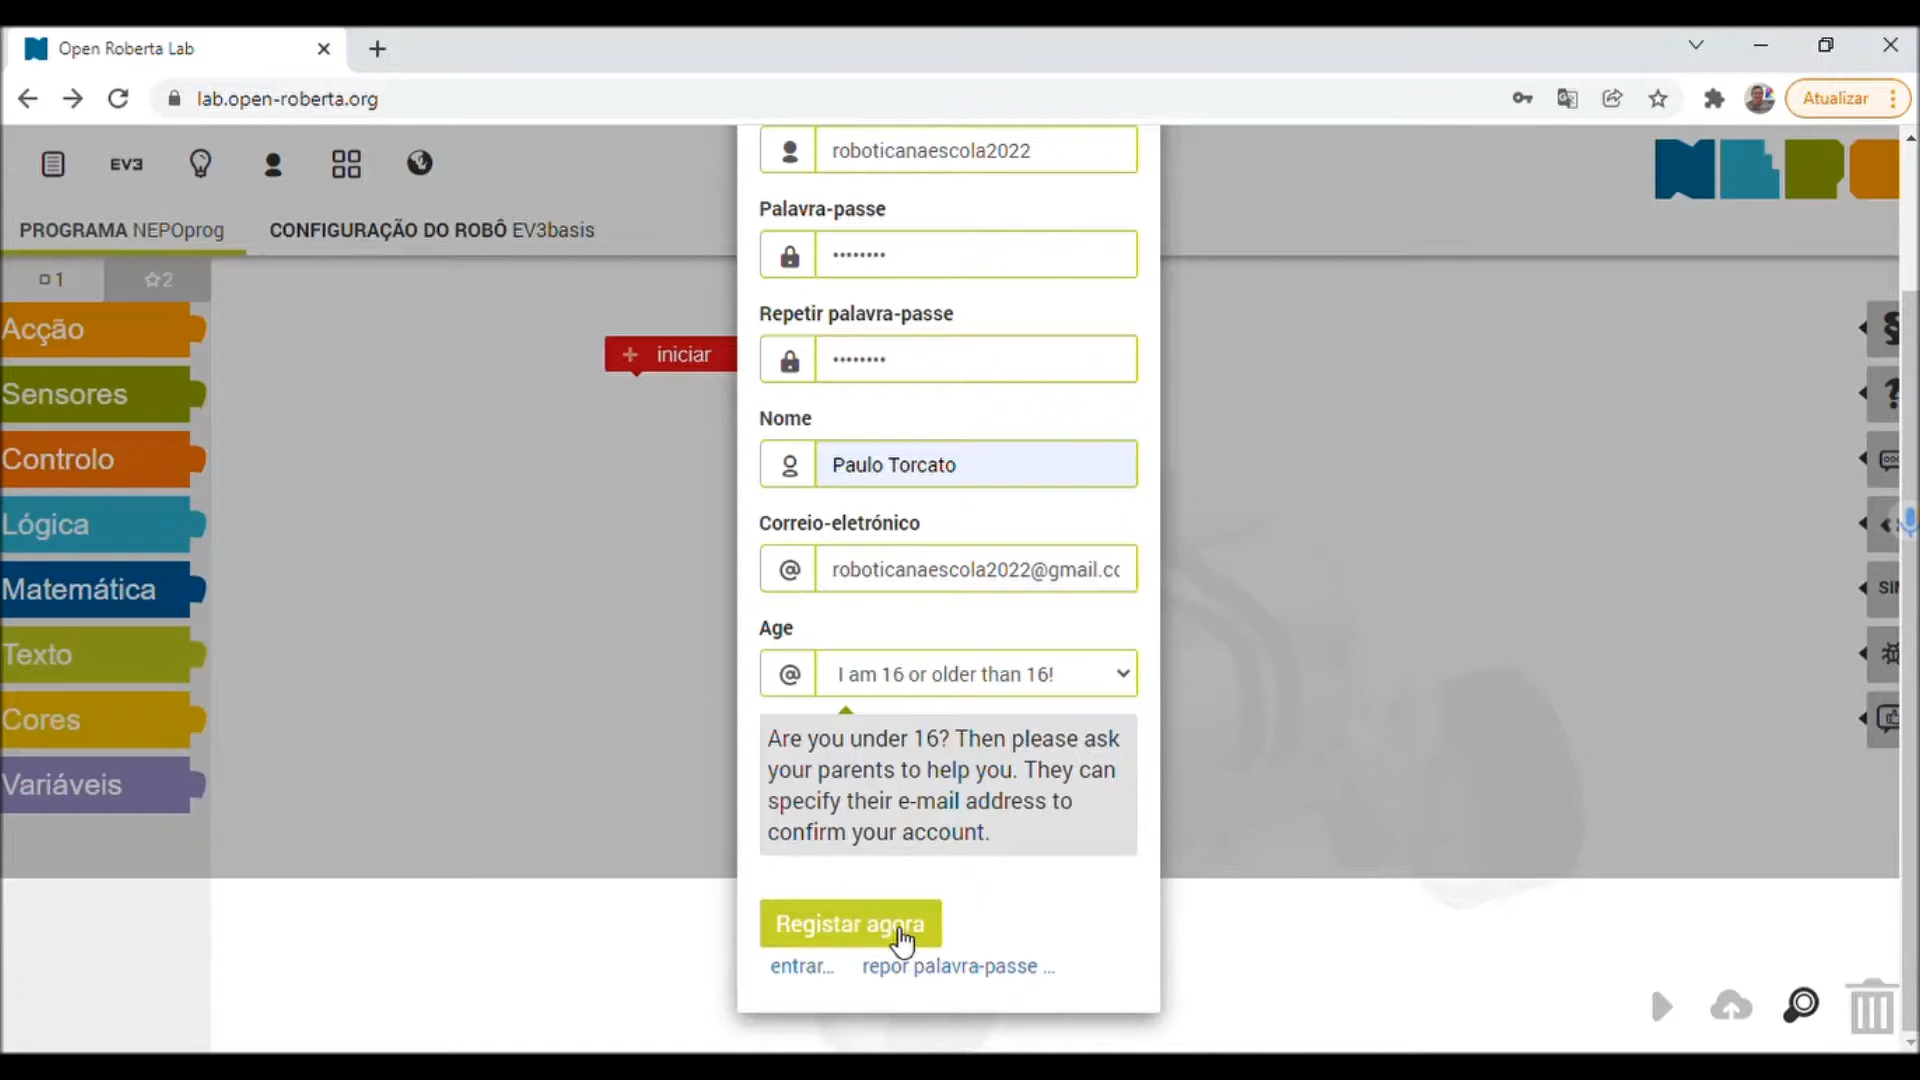 Open Roberta Lab
lab.open-roberta.org
Atualizar
EV3
PROGRAMA NEPOprog
CONFIGURAÇÃO DO ROBÔ EV3basis
1
2
Acção
Sensores
Controlo
Lógica
Matemática
Texto
Cores
Variáveis
+ iniciar
roboticanaescola2022
Palavra-passe
••••••••
Repetir palavra-passe
••••••••
Nome
Paulo Torcato
Correio-eletrónico
@ roboticanaescola2022@gmail.cc
Age
@ I am 16 or older than 16!
Are you under 16? Then please ask
your parents to help you. They can
specify their e-mail address to
confirm your account.
Registar agora
entrar...
repor palavra-passe ...
§
?